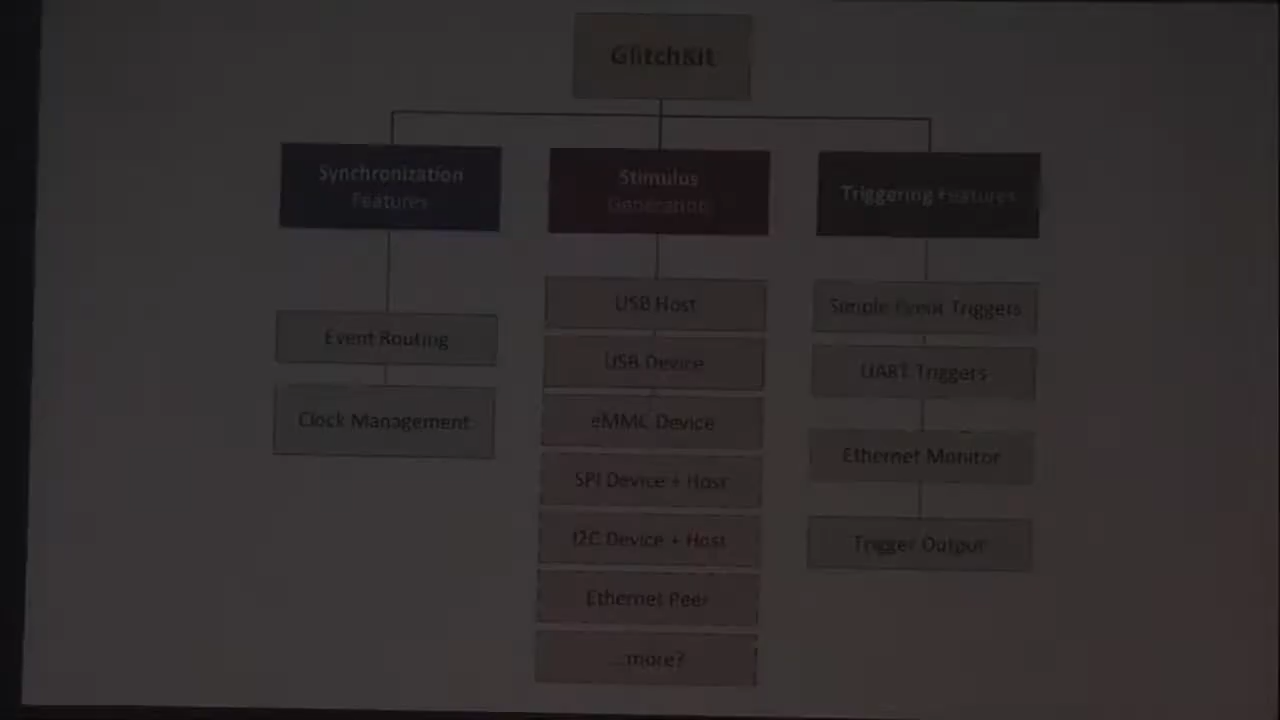 GlitchKit
Synchronization
Features
Stimulus
Generation
Triggering Features
Event Routing
Clock Management
USB Host
USB Device
eMMC Device
SPI Device + Host
I2C Device + Host
Ethernet Peer
...more?
Simple Event Triggers
UART Triggers
Ethernet Monitor
Trigger Output